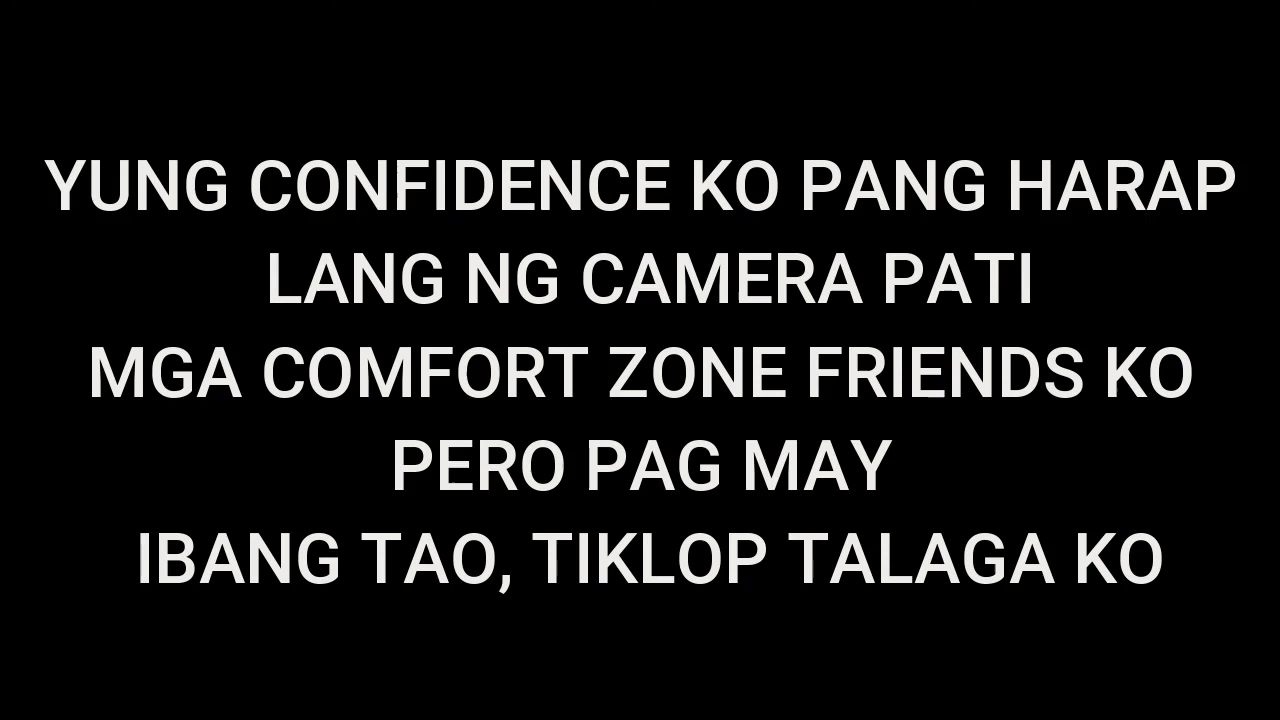 YUNG CONFIDENCE KO PANG HARAP
LANG NG CAMERA PATI
MGA COMFORT ZONE FRIENDS KO
PERO PAG MAY
IBANG TAO, TIKLOP TALAGA KO